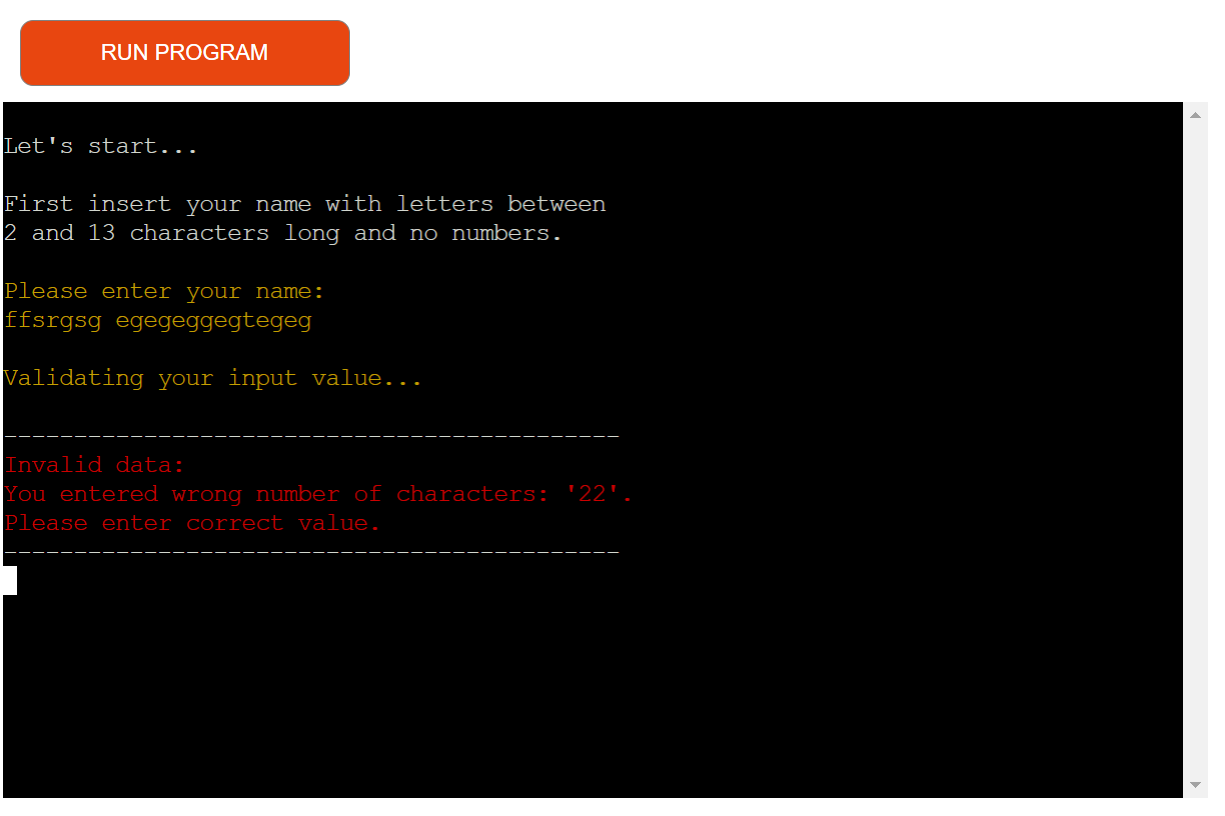 RUN PROGRAM
Let's start...
First insert your name with letters between
2 and 13 characters long and no numbers.
Please enter your name:
ffsrgsg egegeggegtegeg
Validating your input value...
--------------------------------------------
Invalid data:
You entered wrong number of characters: '22'.
Please enter correct value.
--------------------------------------------